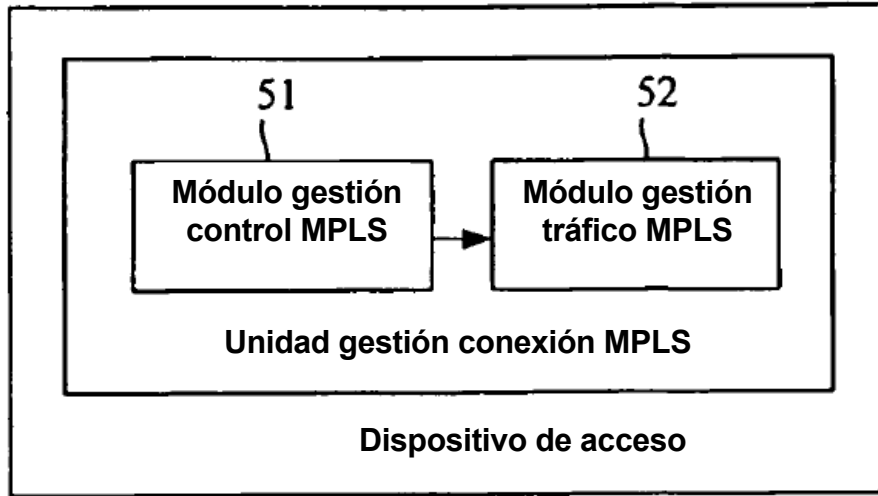 51
52
Módulo gestión
control MPLS
Módulo gestión
tráfico MPLS
Unidad gestión conexión MPLS
Dispositivo de acceso